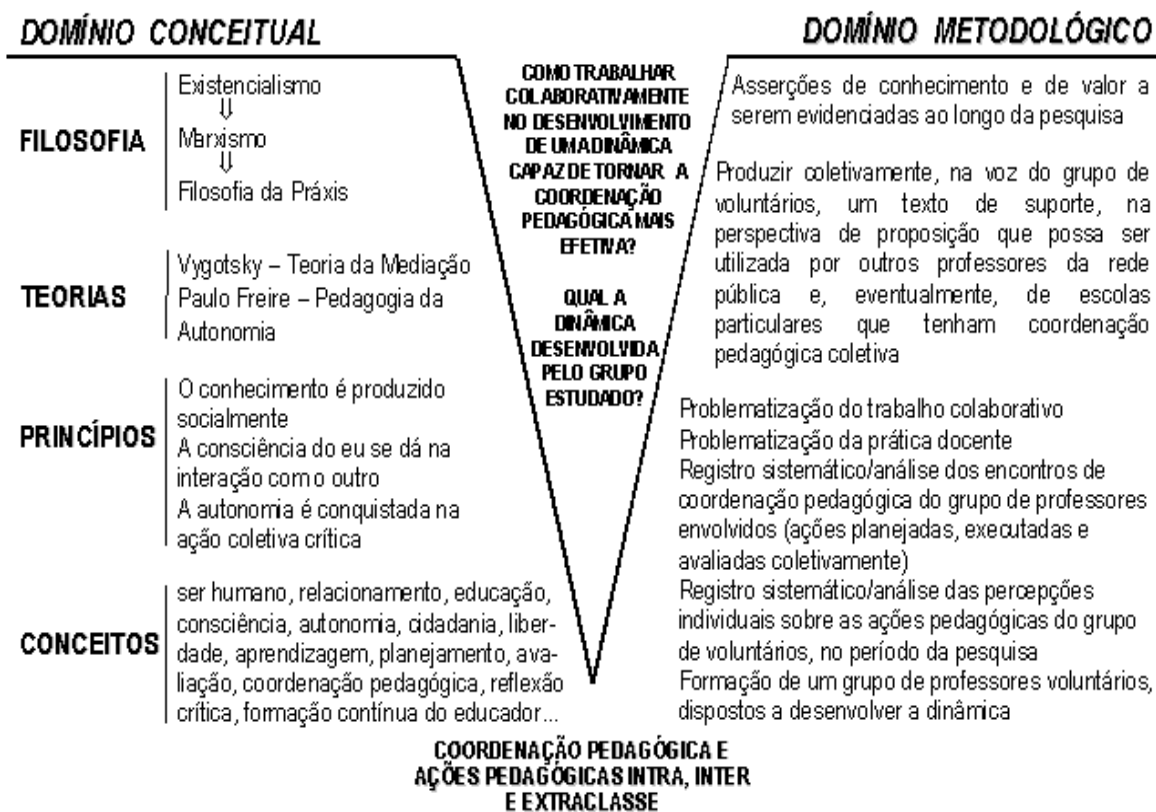 DOMÍNIO CONCEITUAL
FILOSOFIA
Existencialismo
⇓
Marxismo
⇓
Filosofia da Práxis
TEORIAS
Vygotsky – Teoria da Mediação
Paulo Freire – Pedagogia da
Autonomia
PRINCÍPIOS
O conhecimento é produzido
socialmente
A consciência do eu se dá na
interação com o outro
A autonomia é conquistada na
ação coletiva crítica
CONCEITOS
ser humano, relacionamento, educação,
consciência, autonomia, cidadania, liber-
dade, aprendizagem, planejamento, ava-
liação, coordenação pedagógica, reflexão
crítica, formação contínua do educador...
COMO TRABALHAR
COLABORATIVAMENTE
NO DESENVOLVIMENTO
DE UMA DINÂMICA
CAPAZ DE TORNAR A
COORDENAÇÃO
PEDAGÓGICA MAIS
EFETIVA?
QUAL A
DINÂMICA
DESENVOLVIDA
PELO GRUPO
ESTUDADO?
DOMÍNIO METODOLÓGICO
Asserções de conhecimento e de valor a
serem evidenciadas ao longo da pesquisa
Produzir coletivamente, na voz do grupo de
voluntários, um texto de suporte, na
perspectiva de proposição que possa ser
utilizada por outros professores da rede
pública e, eventualmente, de escolas
particulares que tenham coordenação
pedagógica coletiva
Problematização do trabalho colaborativo
Problematização da prática docente
Registro sistemático/análise dos encontros de
coordenação pedagógica do grupo de professores
envolvidos (ações planejadas, executadas e
avaliadas coletivamente)
Registro sistemático/análise das percepções
individuais sobre as ações pedagógicas do grupo
de voluntários, no período da pesquisa
Formação de um grupo de professores voluntários,
dispostos a desenvolver a dinâmica
COORDENAÇÃO PEDAGÓGICA E
AÇÕES PEDAGÓGICAS INTRA, INTER
E EXTRACLASSE